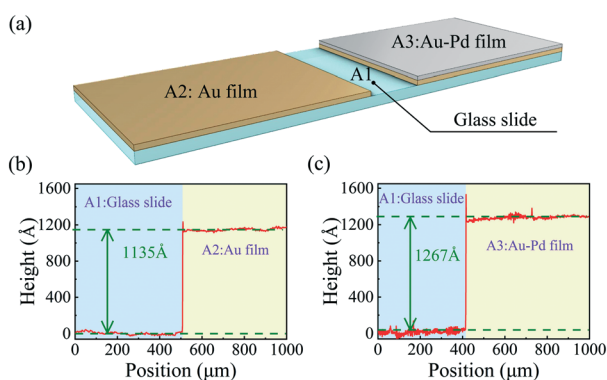 (a)
A3:Au-Pd film
A1
A2: Au film
Glass slide
(b)
1600
1200
800
400
0
Height (Å)
A1:Glass slide
1135Å
A2:Au film
0 200 400 600 800 1000
Position (μm)
(c)
1600
1200
800
400
0
Height (Å)
A1:Glass slide
1267Å
A3:Au-Pd film
0 200 400 600 800 1000
Position (μm)